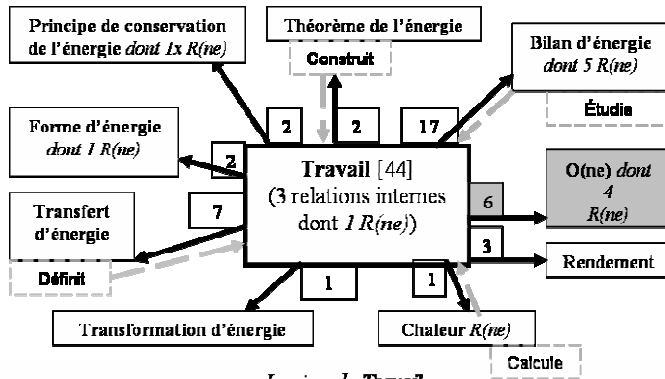 Principe de conservation
de l'énergie dont 1x R(ne)
Théorème de l'énergie
Construit
Bilan d'énergie
dont 5 R(ne)
Étudie
Forme d'énergie
dont 1 R(ne)
2
2
17
2
Travail [44]
(3 relations internes
dont 1 R(ne))
O(ne) dont
4
R(ne)
6
Transfert
d'énergie
7
Définit
3
Rendement
1
1
Transformation d'énergie
Chaleur R(ne)
Calcule
Travail